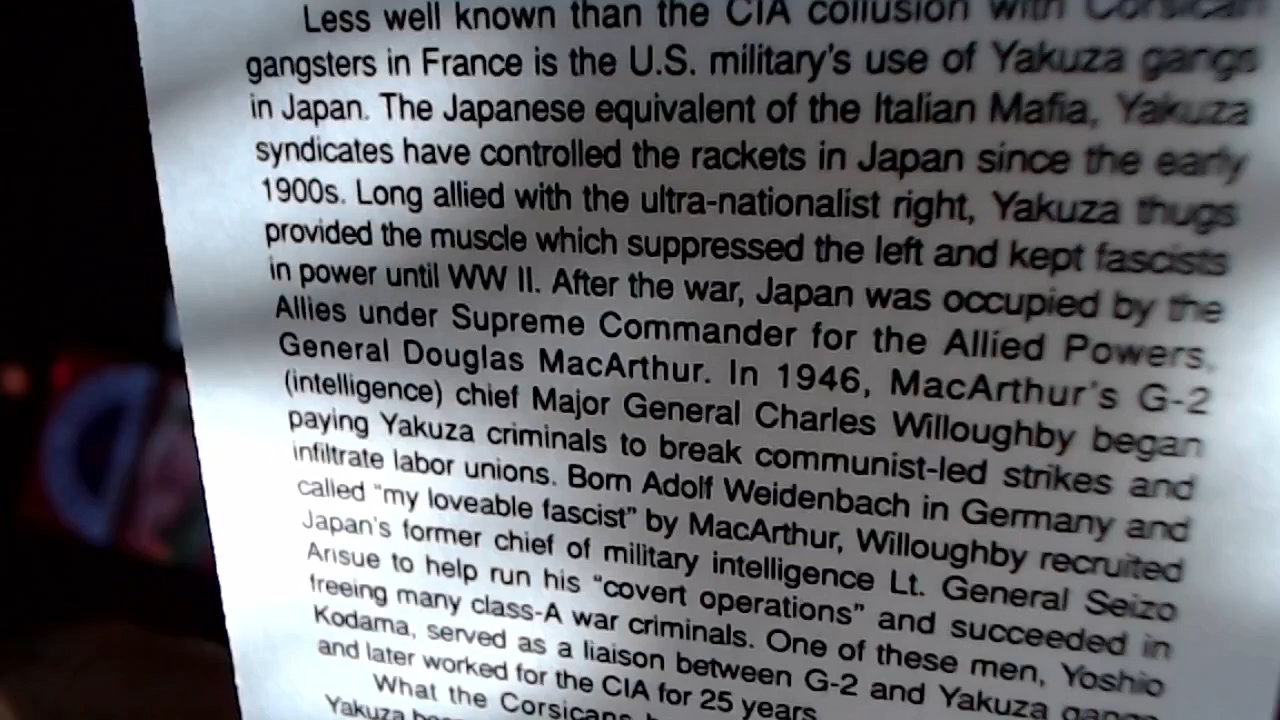 Less well known than the CIA collusion with Corsican
gangsters in France is the U.S. military's use of Yakuza gangs
in Japan. The Japanese equivalent of the Italian Mafia, Yakuza
syndicates have controlled the rackets in Japan since the early
1900s. Long allied with the ultra-nationalist right, Yakuza thugs
provided the muscle which suppressed the left and kept fascists
in power until WW II. After the war, Japan was occupied by the
Allies under Supreme Commander for the Allied Powers,
General Douglas MacArthur. In 1946, MacArthur's G-2
(intelligence) chief Major General Charles Willoughby began
paying Yakuza criminals to break communist-led strikes and
infiltrate labor unions. Born Adolf Weidenbach in Germany and
called "my loveable fascist" by MacArthur, Willoughby recruited
Japan's former chief of military intelligence Lt. General Seizo
Arisue to help run his "covert operations" and succeeded in
freeing many class-A war criminals. One of these men, Yoshio
Kodama, served as a liaison between G-2 and Yakuza gangs
and later worked for the CIA for 25 years.
What the Corsicans
Yakuza